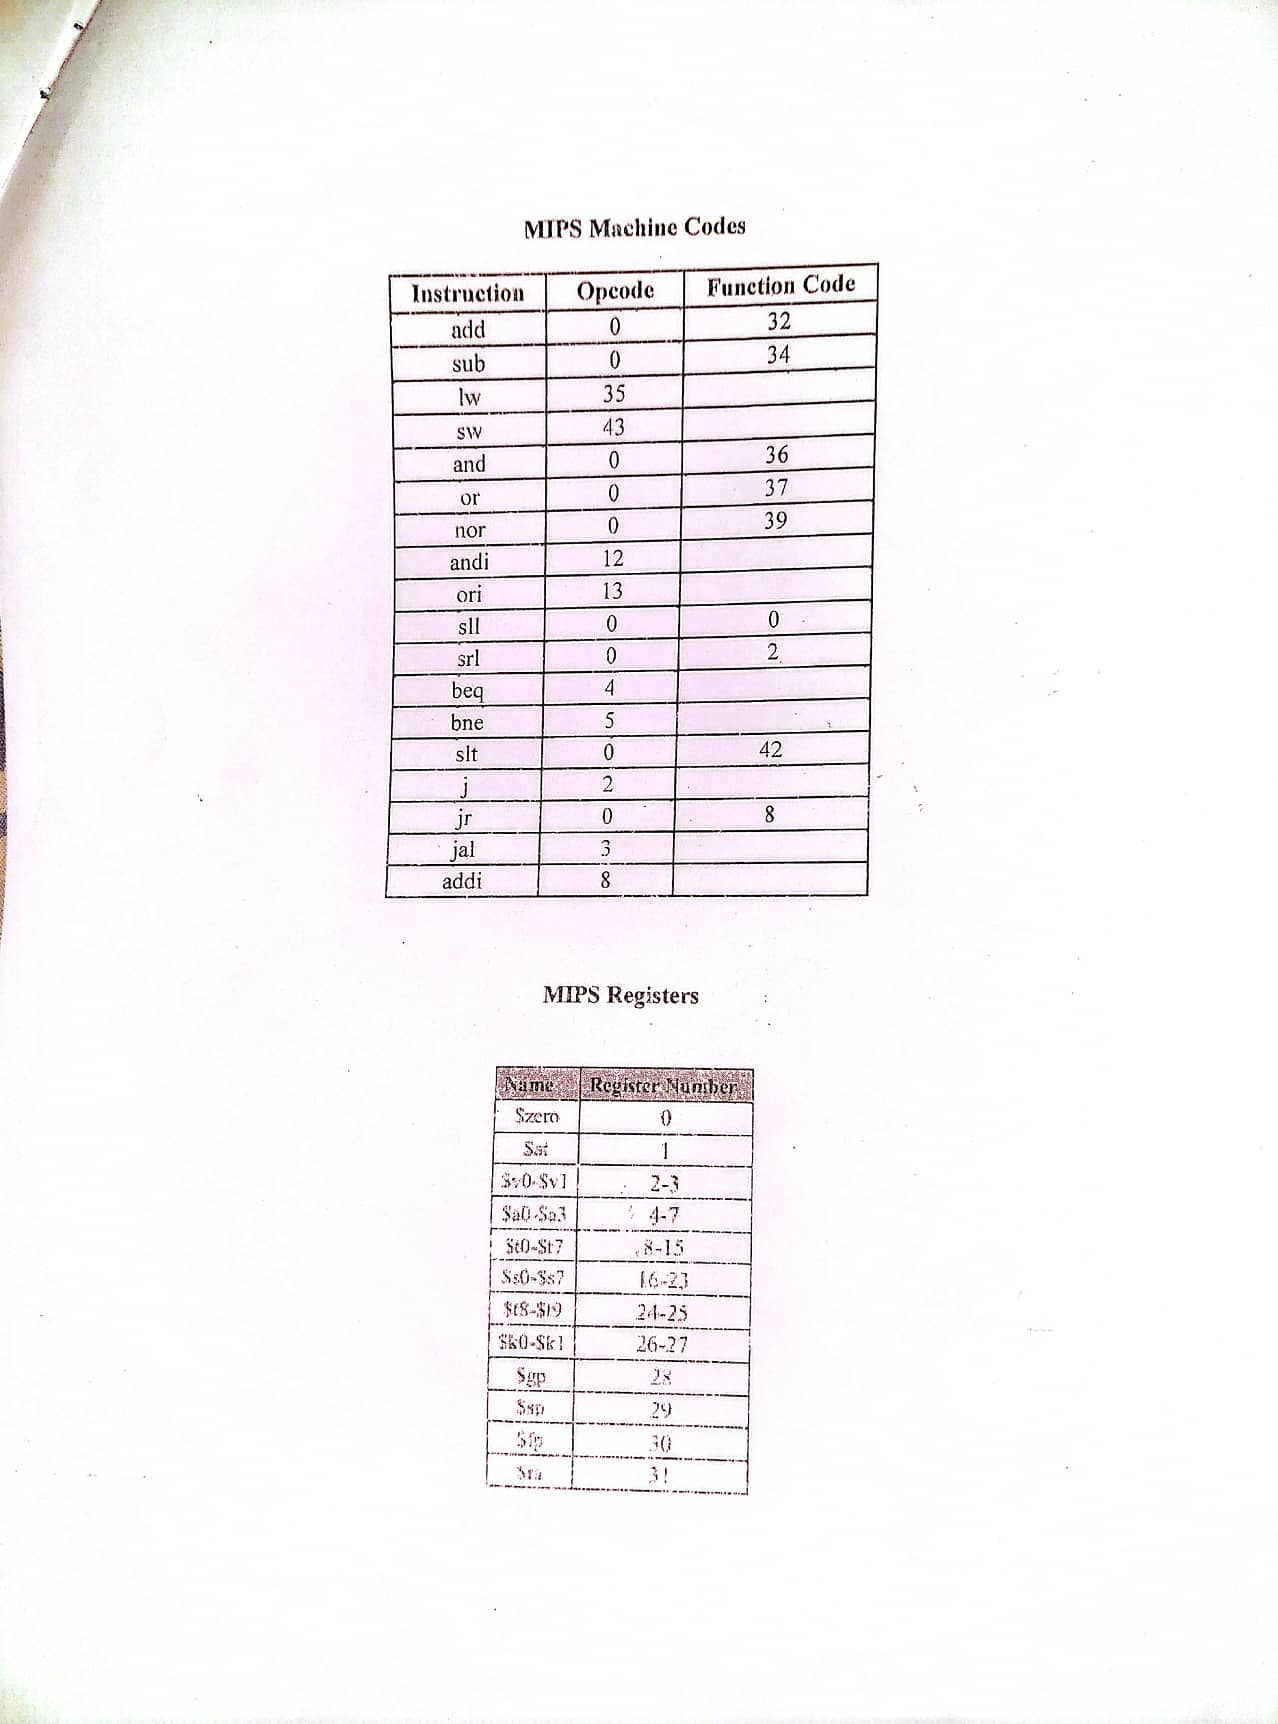 MIPS Machine Codes
Instruction Opcode Function Code
add 0 32
sub 0 34
lw 35
sw 43
and 0 36
or 0 37
nor 0 39
andi 12
ori 13
sll 0 0
srl 0 2
beq 4
bne 5
slt 0 42
j 2
jr 0 8
jal 3
addi 8
MIPS Registers
Name Register Number
$zero 0
$at 1
$v0-$v1 2-3
$a0-$a3 4-7
$t0-$t7 8-15
$s0-$s7 16-23
$t8-$t9 24-25
$k0-$k1 26-27
$gp 28
$sp 29
$fp 30
$ra 31